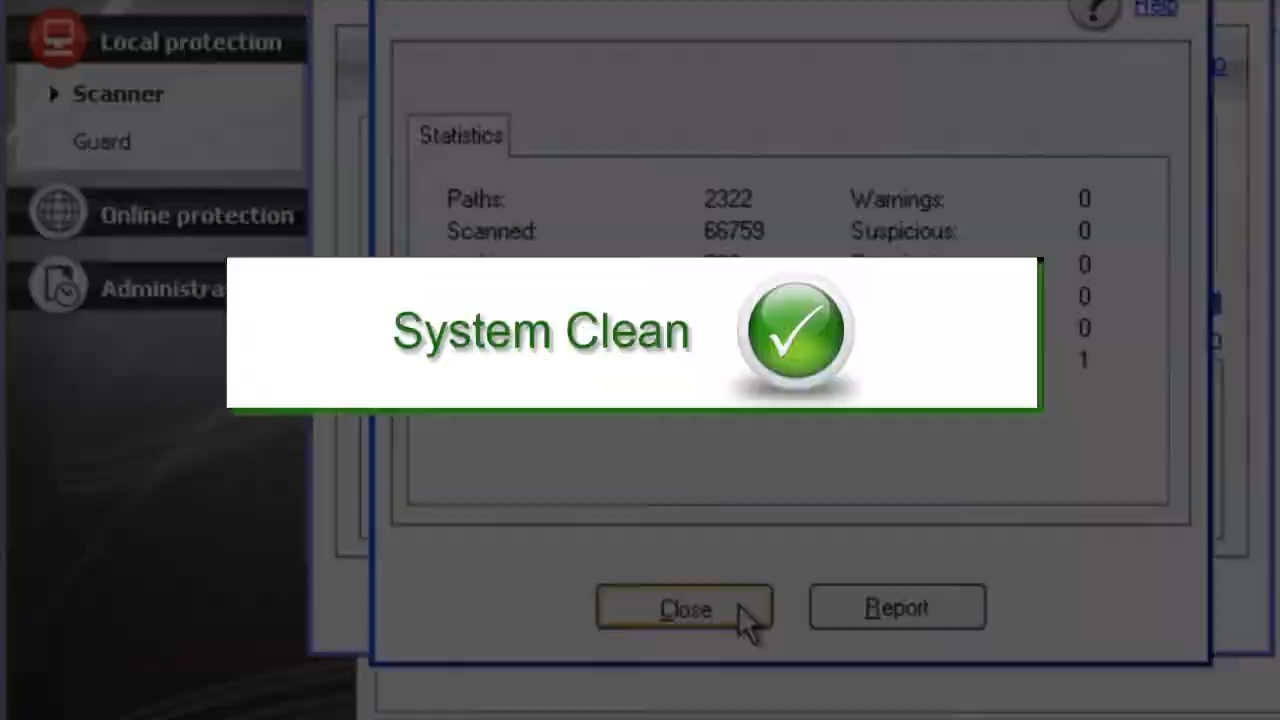 Help
Local protection
Scanner
Guard
Online protection
Administra
Statistics
Paths: 2322 Warnings: 0
Scanned: 66759 Suspicious: 0
0
0
0
1
System Clean
Close
Report